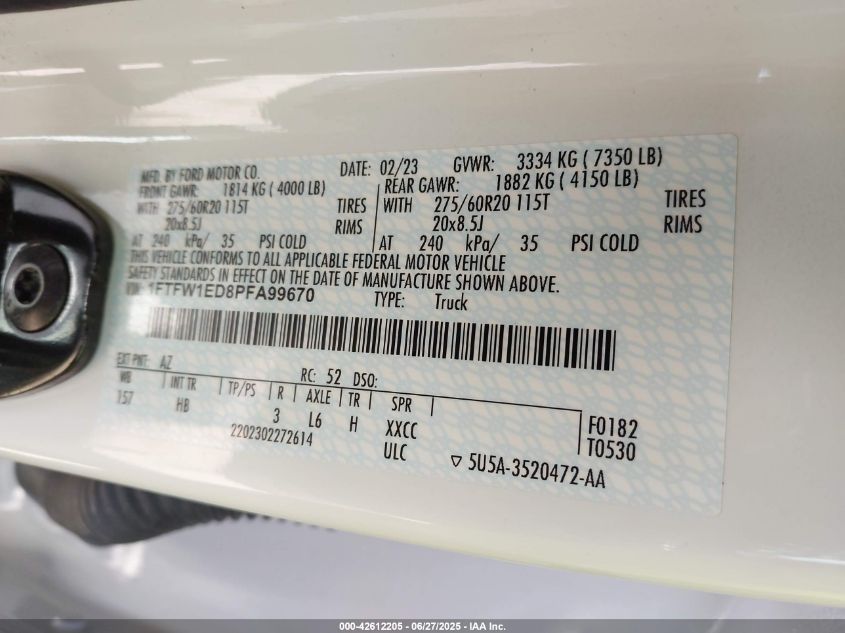 MFD. BY FORD MOTOR CO. DATE: 02/23 GVWR: 3334 KG ( 7350 LB)
FRONT GAWR: 1814 KG ( 4000 LB) REAR GAWR: 1882 KG ( 4150 LB)
WITH 275/60R20 115T TIRES WITH 275/60R20 115T TIRES
20x8.5J RIMS 20x8.5J RIMS
AT 240 kPa/ 35 PSI COLD AT 240 kPa/ 35 PSI COLD
THIS VEHICLE CONFORMS TO ALL APPLICABLE FEDERAL MOTOR VEHICLE
SAFETY STANDARDS IN EFFECT ON THE DATE OF MANUFACTURE SHOWN ABOVE.
VIN: 1FTFW1ED8PFA99670 TYPE: Truck
EXT PNT: AZ RC: 52 DSO:
WB INT TR TP/PS R AXLE TR SPR
157 HB 3 L6 H XXCC F0182
2202302272614 ULC T0530
▽ 5U5A-3520472-AA
000-42612205 - 06/27/2025 - IAA Inc.